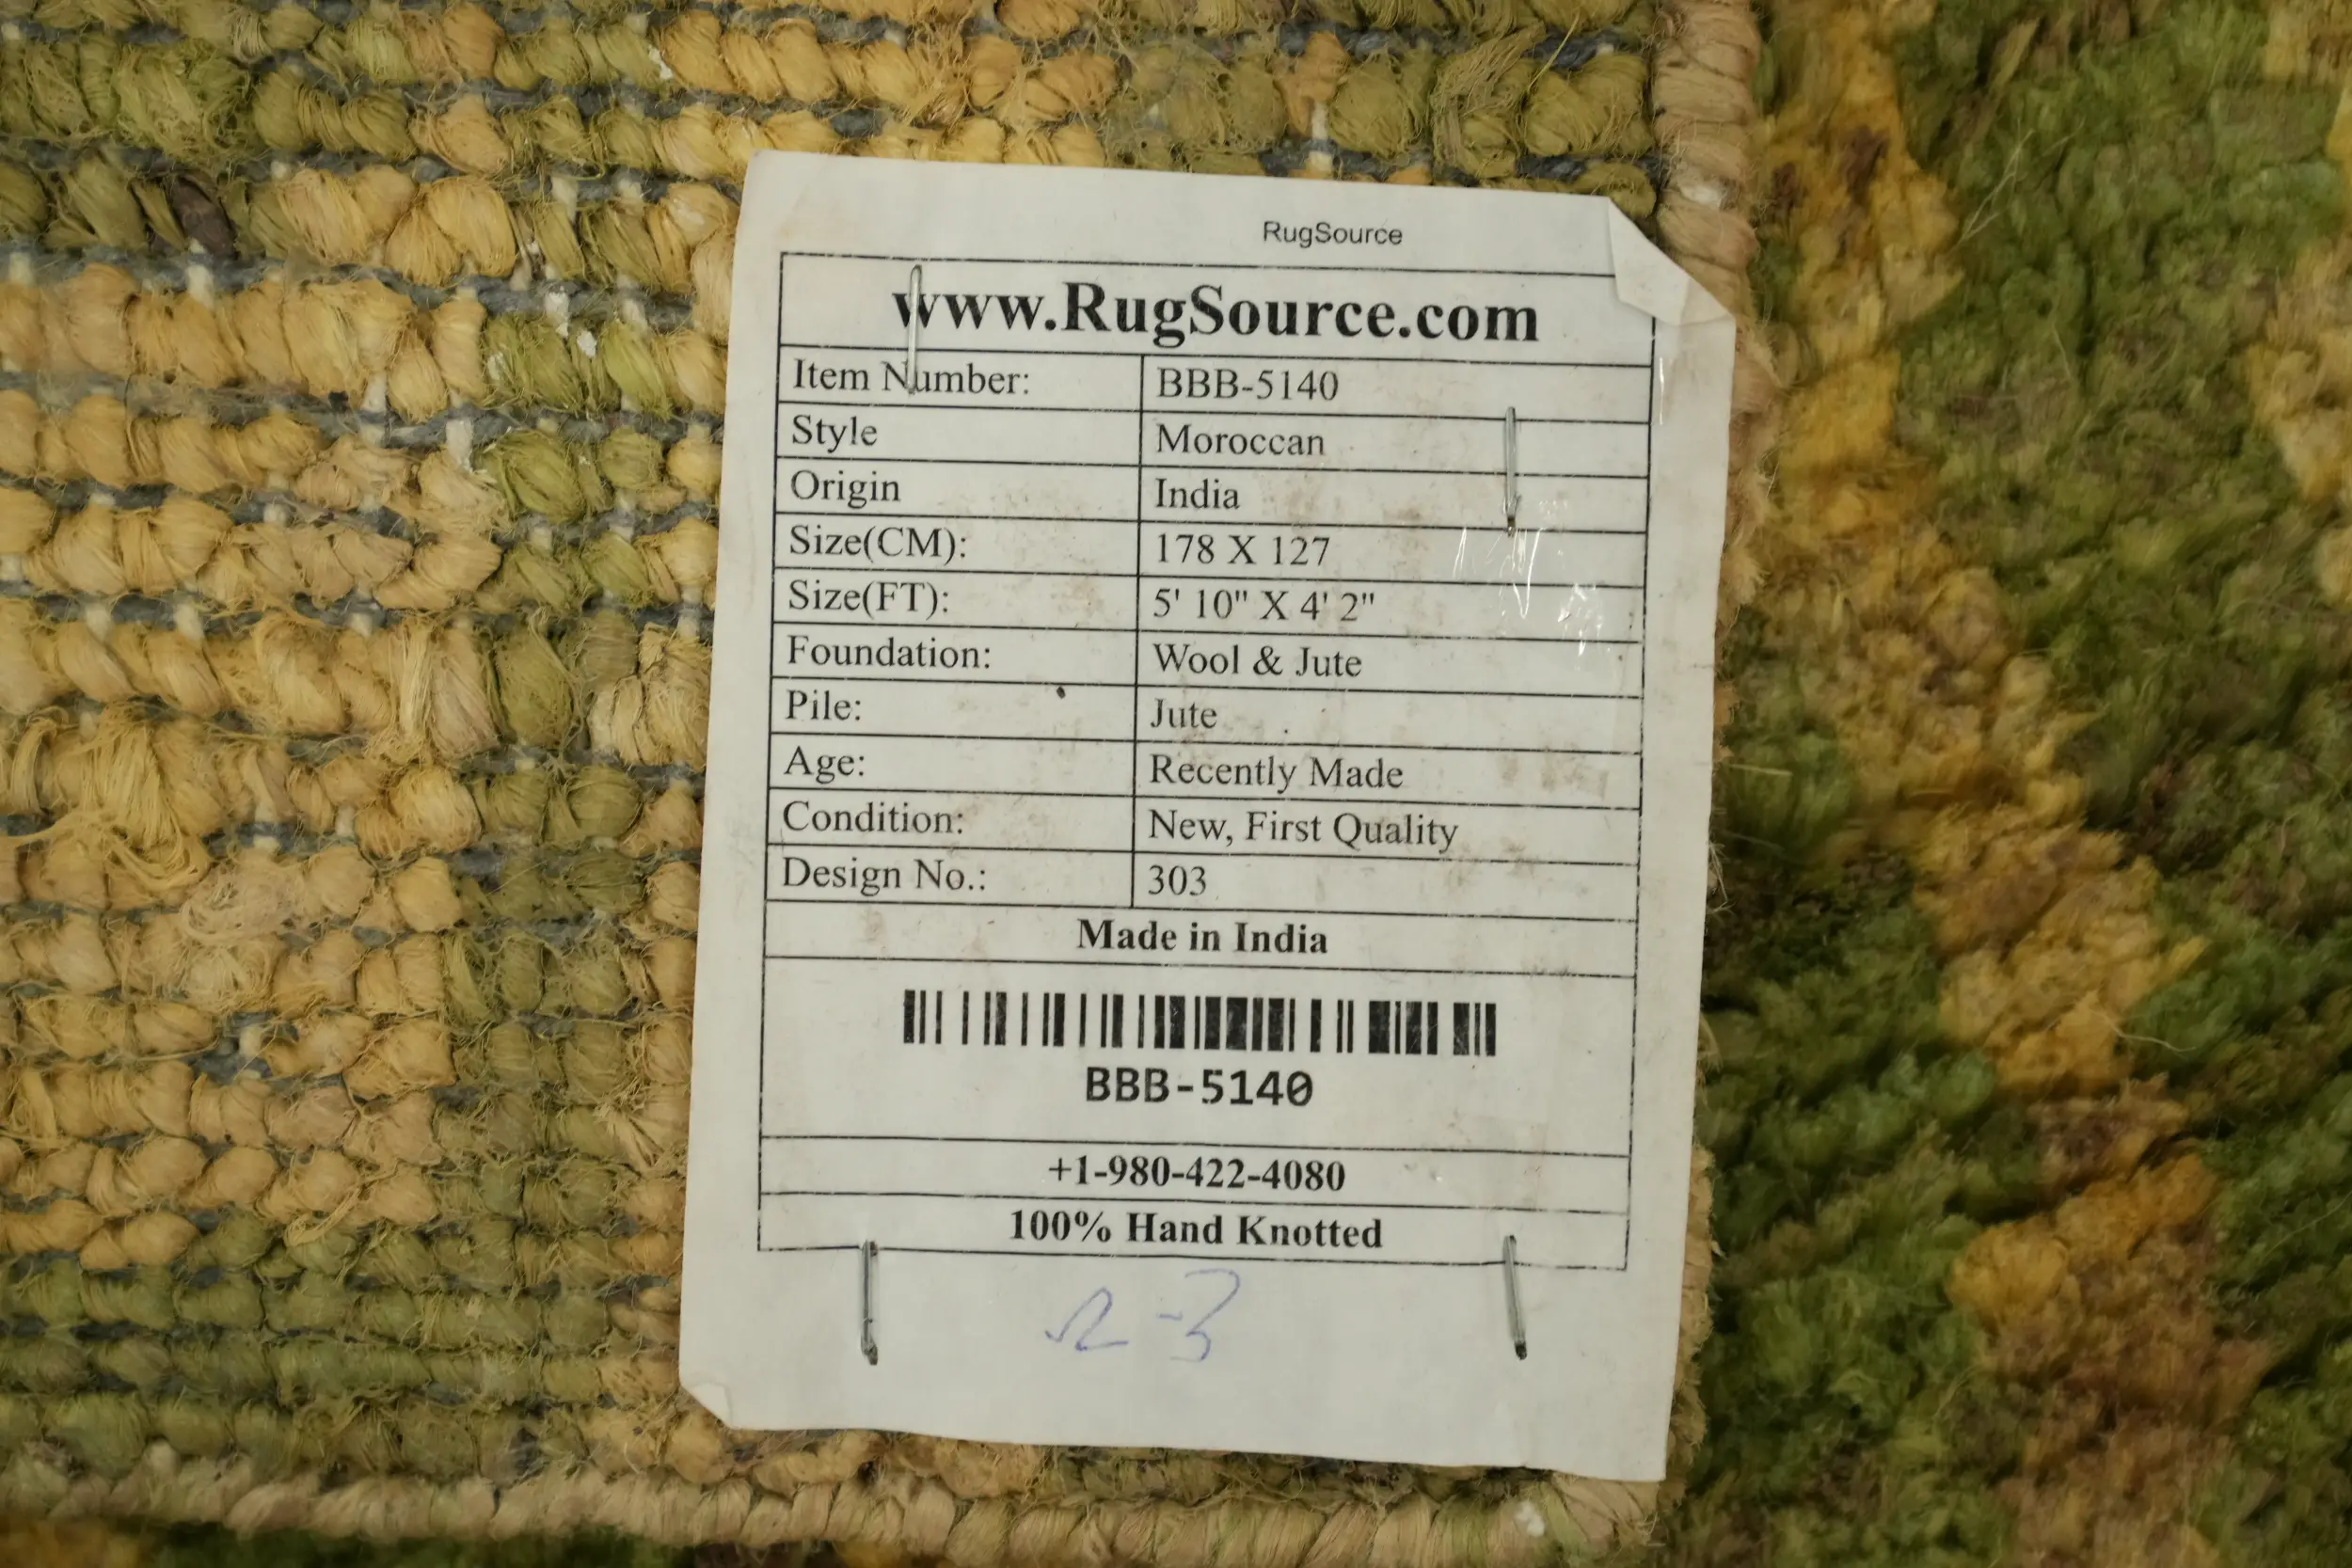 RugSource
www.RugSource.com
Item Number: BBB-5140
Style Moroccan
Origin India
Size(CM): 178 X 127
Size(FT): 5' 10" X 4' 2"
Foundation: Wool & Jute
Pile: Jute
Age: Recently Made
Condition: New, First Quality
Design No.: 303
Made in India
BBB-5140
+1-980-422-4080
100% Hand Knotted